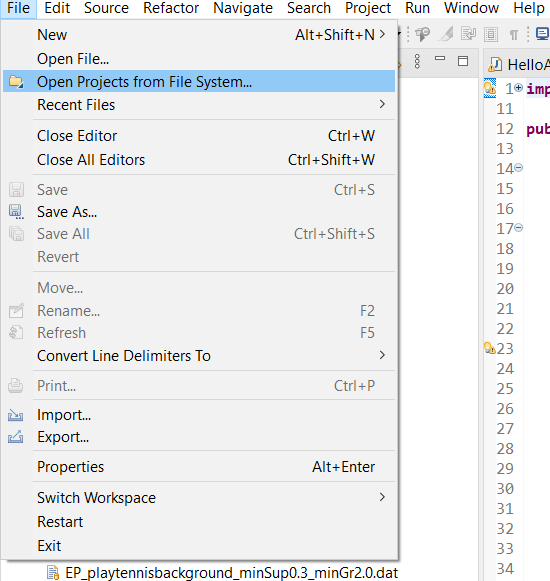 File Edit Source Refactor Navigate Search Project Run Window Help
New Alt+Shift+N
Open File...
Open Projects from File System...
Recent Files
Close Editor Ctrl+W
Close All Editors Ctrl+Shift+W
Save Ctrl+S
Save As...
Save All Ctrl+Shift+S
Revert
Move...
Rename... F2
Refresh F5
Convert Line Delimiters To
Print... Ctrl+P
Import...
Export...
Properties Alt+Enter
Switch Workspace
Restart
Exit
EP_playtennisbackground_minSup0.3_minGr2.0.dat
HelloA
1 imp
11
12 pub
13
14
15
16
17
18
19
20
21
22
23
24
25
26
27
28
29
30
31
32
33
34